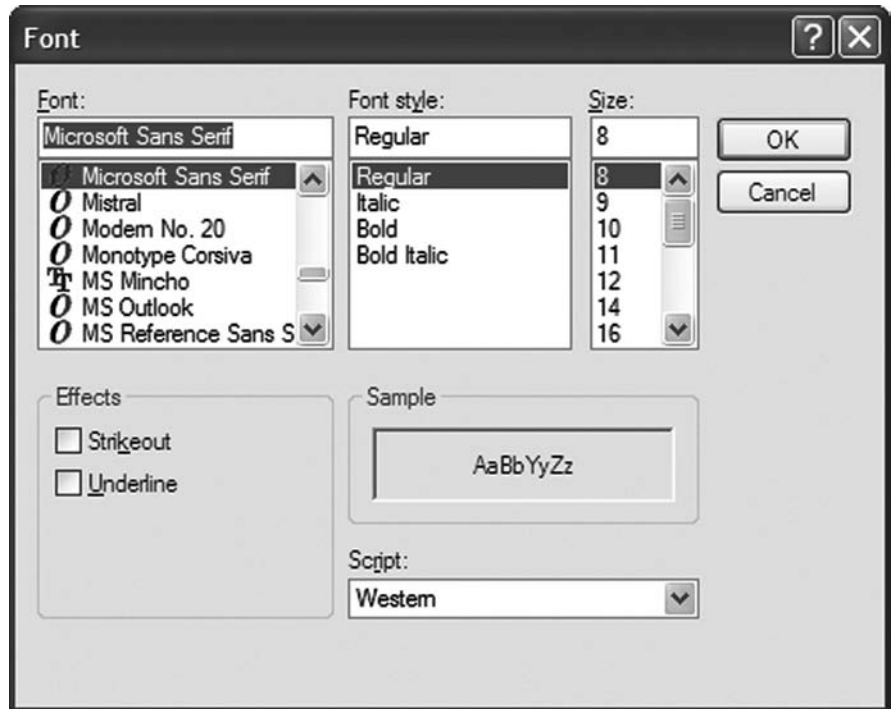 Font
Font:
Microsoft Sans Serif
Microsoft Sans Serif
Mistral
Modern No. 20
Monotype Corsiva
MS Mincho
MS Outlook
MS Reference Sans S
Font style:
Regular
Regular
Italic
Bold
Bold Italic
Size:
8
8
9
10
11
12
14
16
OK
Cancel
Effects
Strikeout
Underline
Sample
AaBbYyZz
Script:
Western